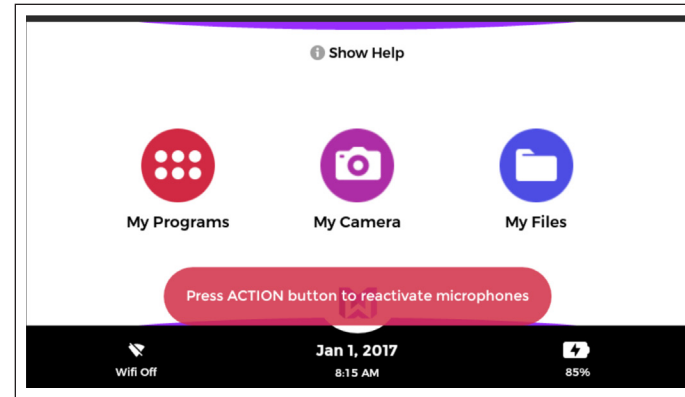 Show Help
My Programs My Camera My Files
Press ACTION button to reactivate microphones
Jan 1, 2017
Wifi Off 8:15 AM 85%